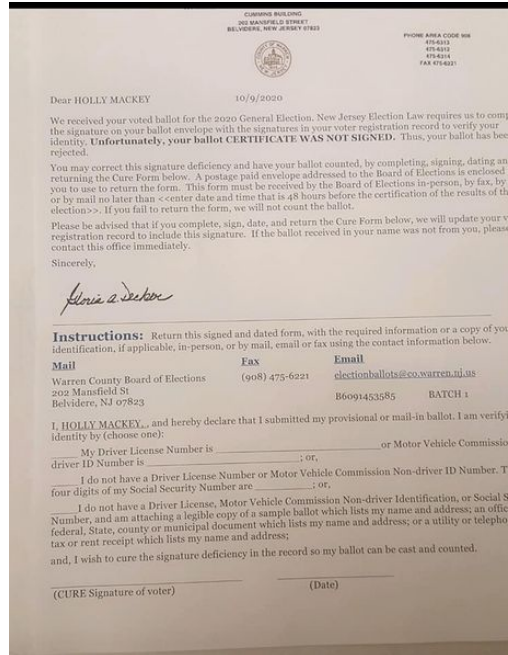 CUMMINS BUILDING
202 MANSFIELD STREET
BELVIDERE, NEW JERSEY 07823
PHONE AREA CODE 908
475-6313
475-6312
475-6314
FAX 475-6221
Dear HOLLY MACKEY 10/9/2020
We received your voted ballot for the 2020 General Election. New Jersey Election Law requires us to comp
the signature on your ballot envelope with the signatures in your voter registration record to verify your
identity. Unfortunately, your ballot CERTIFICATE WAS NOT SIGNED. Thus, your ballot has bee
rejected.
You may correct this signature deficiency and have your ballot counted, by completing, signing, dating an
returning the Cure Form below. A postage paid envelope addressed to the Board of Elections is enclosed
you to use to return the form. This form must be received by the Board of Elections in-person, by fax, by
or by mail no later than <<enter date and time that is 48 hours before the certification of the results of th
election>>. If you fail to return the form, we will not count the ballot.
Please be advised that if you complete, sign, date, and return the Cure Form below, we will update your v
registration record to include this signature. If the ballot received in your name was not from you, please
contact this office immediately.
Sincerely,
Gloria A. Decker
Instructions: Return this signed and dated form, with the required information or a copy of you
identification, if applicable, in-person, or by mail, email or fax using the contact information below.
Mail Fax Email
Warren County Board of Elections (908) 475-6221 electionballots@co.warren.nj.us
202 Mansfield St
Belvidere, NJ 07823 B6091453585 BATCH 1
I, HOLLY MACKEY, , and hereby declare that I submitted my provisional or mail-in ballot. I am verifyi
identity by (choose one):
_____My Driver License Number is ______________________or Motor Vehicle Commissio
driver ID Number is ______________________; or,
_____I do not have a Driver License Number or Motor Vehicle Commission Non-driver ID Number. T
four digits of my Social Security Number are ________; or,
_____I do not have a Driver License, Motor Vehicle Commission Non-driver Identification, or Social S
Number, and am attaching a legible copy of a sample ballot which lists my name and address; an offic
federal, State, county or municipal document which lists my name and address; or a utility or telepho
tax or rent receipt which lists my name and address;
and, I wish to cure the signature deficiency in the record so my ballot can be cast and counted.
(CURE Signature of voter) (Date)